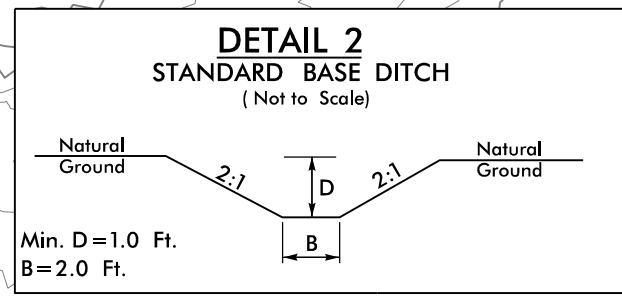 DETAIL 2
STANDARD BASE DITCH
( Not to Scale)
Natural
Ground
2:1
D
2:1
Natural
Ground
B
Min. D=1.0 Ft.
B=2.0 Ft.